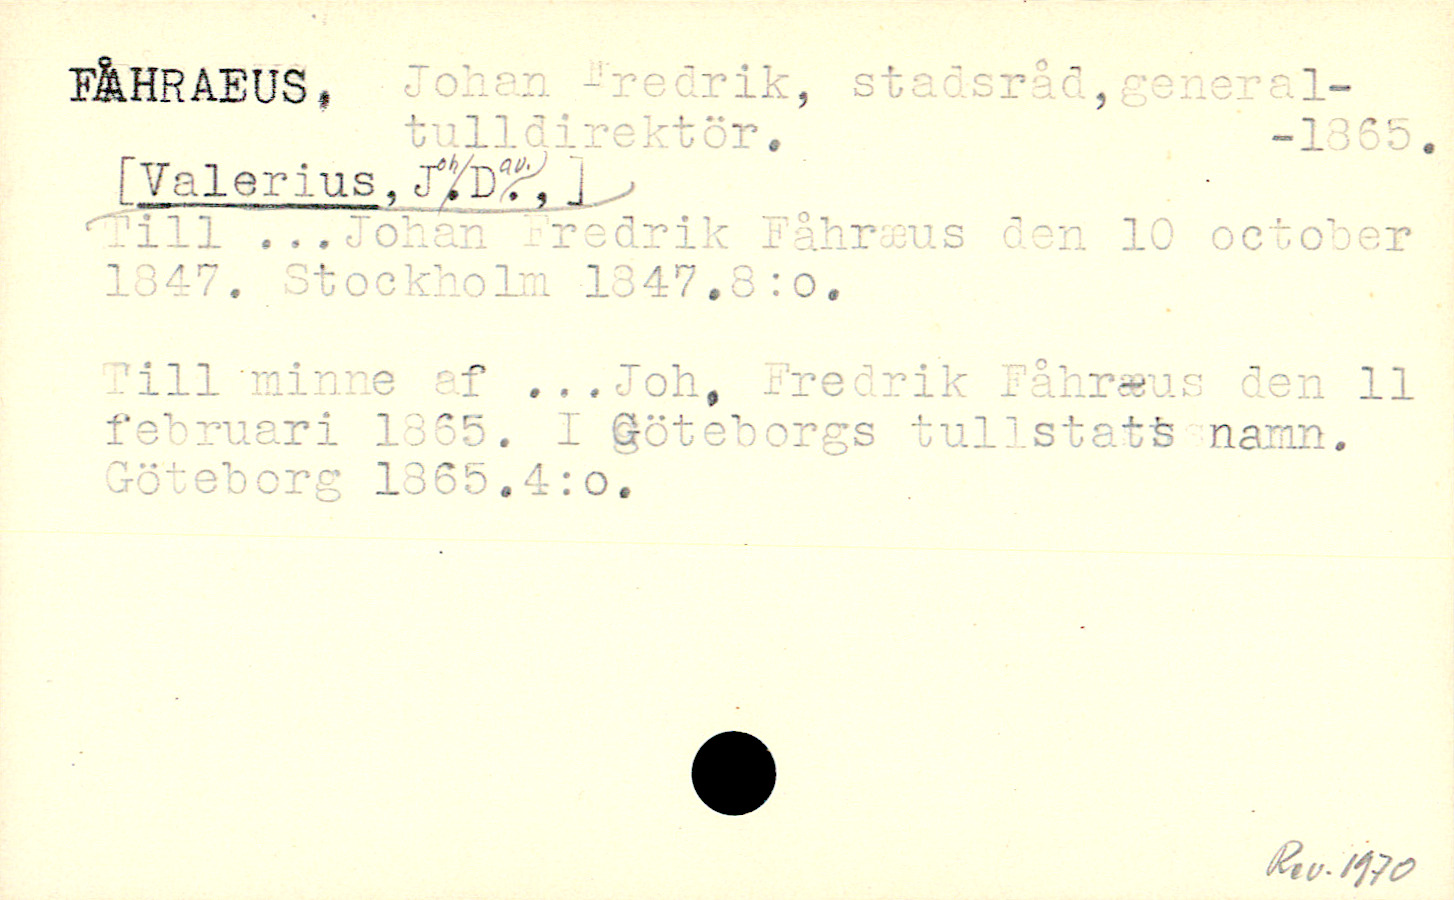 FÅHRAEUS, Johan Fredrik, stadsråd,general-
tulldirektör. -1865.
[Valerius, Joh/. Dav/.,]
Till ...Johan Fredrik Fåhræus den 10 october
1847. Stockholm 1847.8:o.
Till minne af ...Joh, Fredrik Fåhræus den 11
februari 1865. I Göteborgs tullstats namn.
Göteborg 1865.4:o.
Rev. 1970